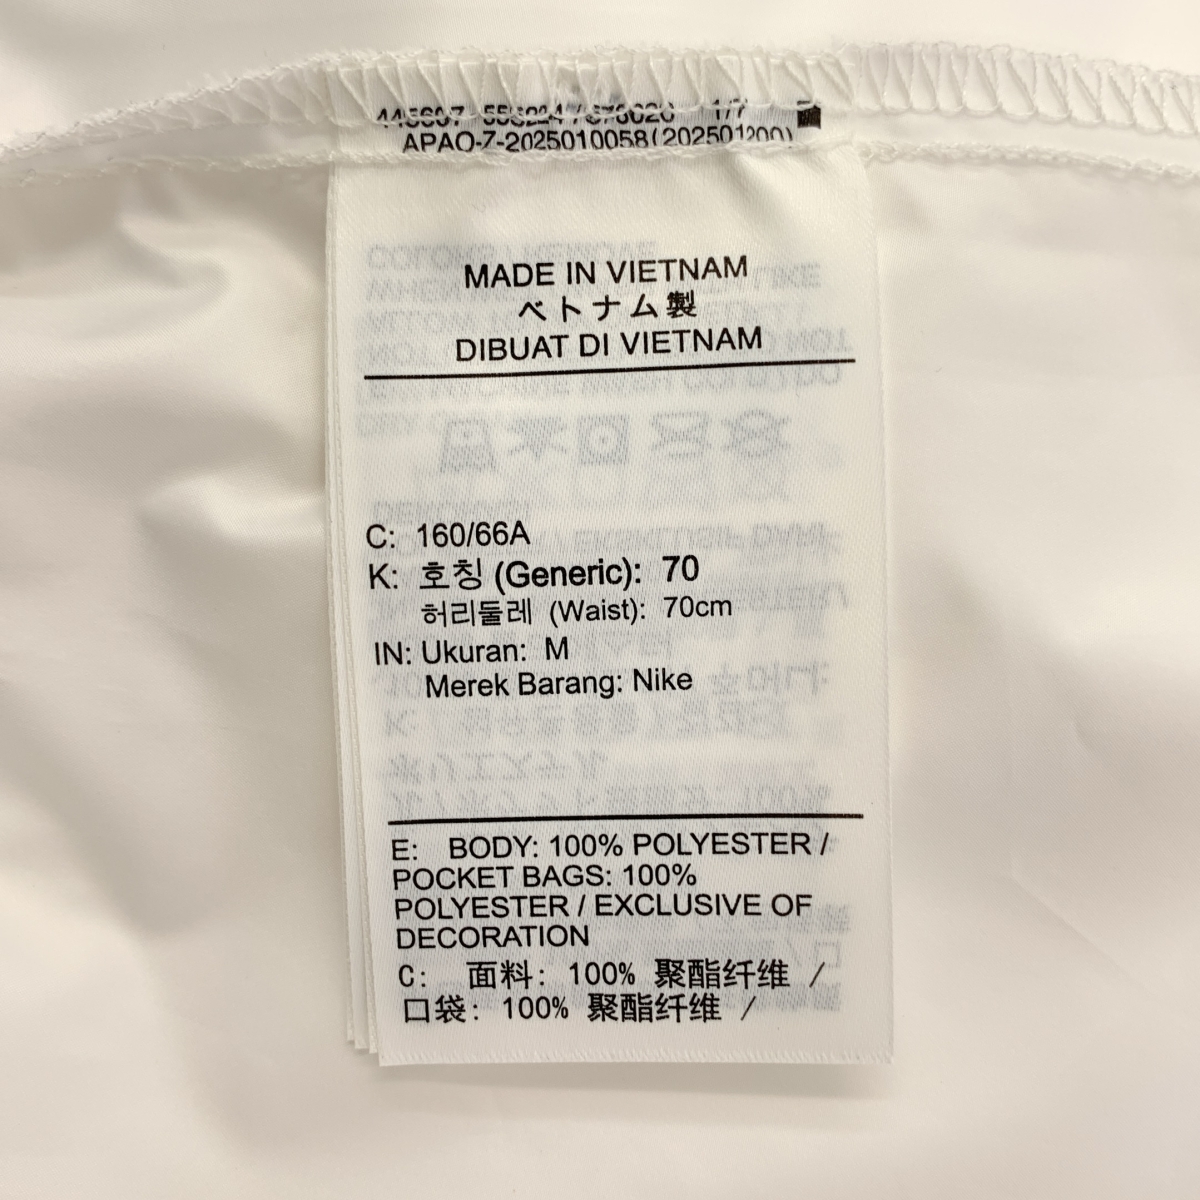 1/7
APAO-Z-2025010058(202501200)
MADE IN VIETNAM
ベトナム製
DIBUAT DI VIETNAM
C: 160/66A
K: 호칭 (Generic): 70
허리둘레 (Waist): 70cm
IN: Ukuran: M
Merek Barang: Nike
E: BODY: 100% POLYESTER /
POCKET BAGS: 100%
POLYESTER / EXCLUSIVE OF
DECORATION
C: 面料: 100% 聚酯纤维 /
口袋: 100% 聚酯纤维 /